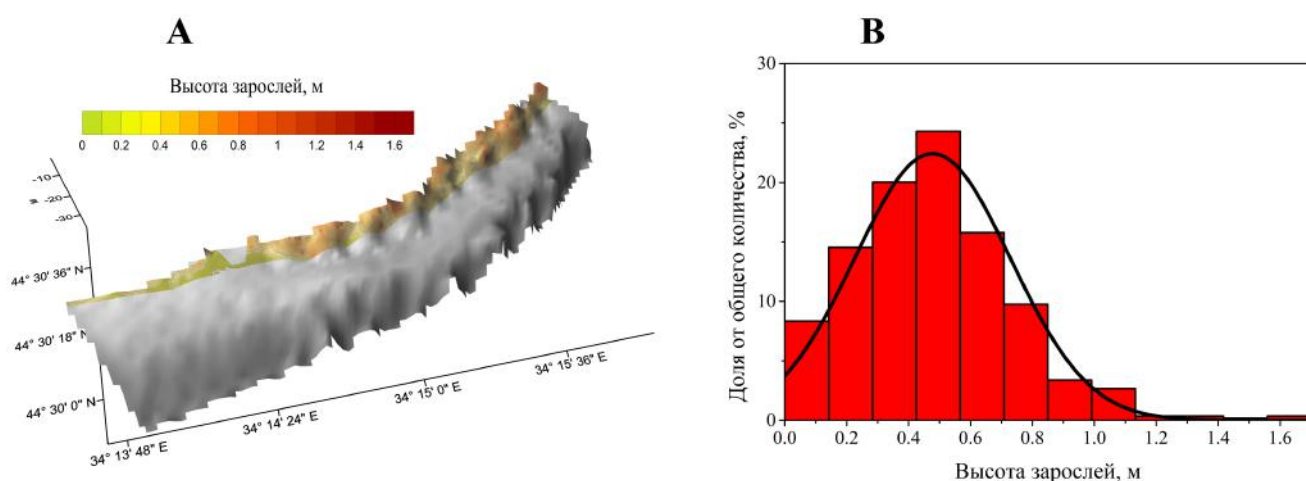 A
Высота зарослей, м
0 0.2 0.4 0.6 0.8 1 1.2 1.4 1.6
-10
-20
м
-30
44° 30' 36" N
44° 30' 18" N
44° 30' 0" N
34° 13' 48" E
34° 14' 24" E
34° 15' 0" E
34° 15' 36" E
B
Доля от общего количества, %
30
20
10
0
0.0 0.2 0.4 0.6 0.8 1.0 1.2 1.4 1.6
Высота зарослей, м